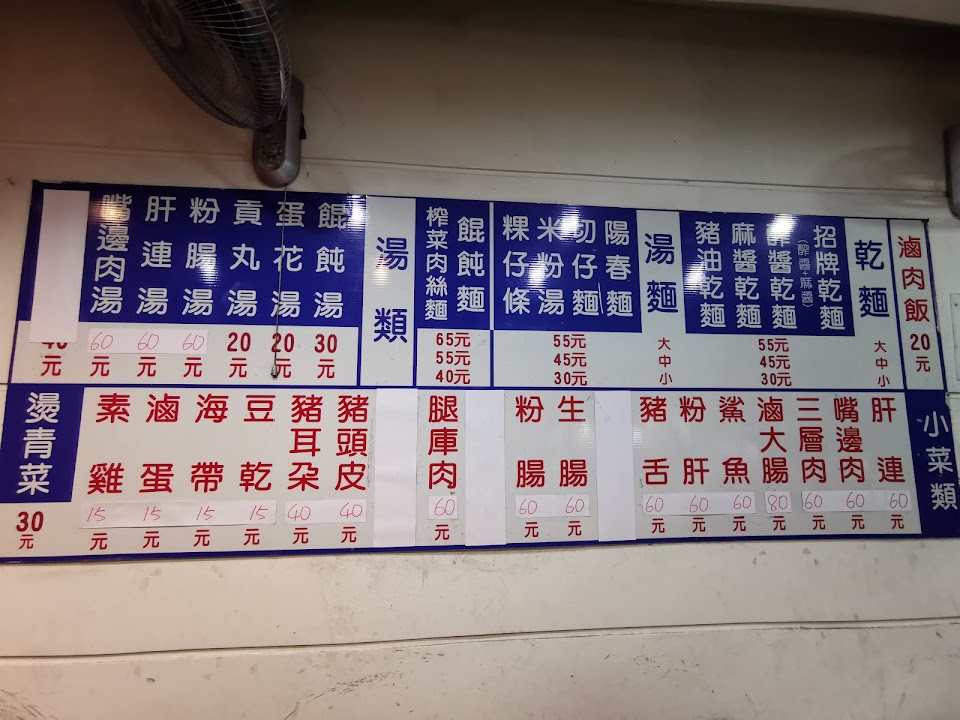 滷肉飯
20元
乾麵
大 中 小
招牌乾麵
(酢醬+麻醬)
酢醬乾麵
麻醬乾麵
豬油乾麵
55元
45元
30元
湯麵
大 中 小
陽春麵
切仔麵
米粉湯
粿仔條
55元
45元
30元
餛飩麵
榨菜肉絲麵
65元
55元
40元
湯類
餛飩湯 30元
蛋花湯 20元
貢丸湯 20元
粉腸湯 60元
肝連湯 60元
嘴邊肉湯 60元
元
小菜類
肝連 60元
嘴邊肉 60元
三層肉 60元
滷大腸 80元
鯊魚 60元
粉肝 60元
豬舌 60元
生腸 60元
粉腸 60元
腿庫肉 60元
豬頭皮 40元
豬耳朵 40元
豆乾 15元
海帶 15元
滷蛋 15元
素雞 15元
燙青菜
30元